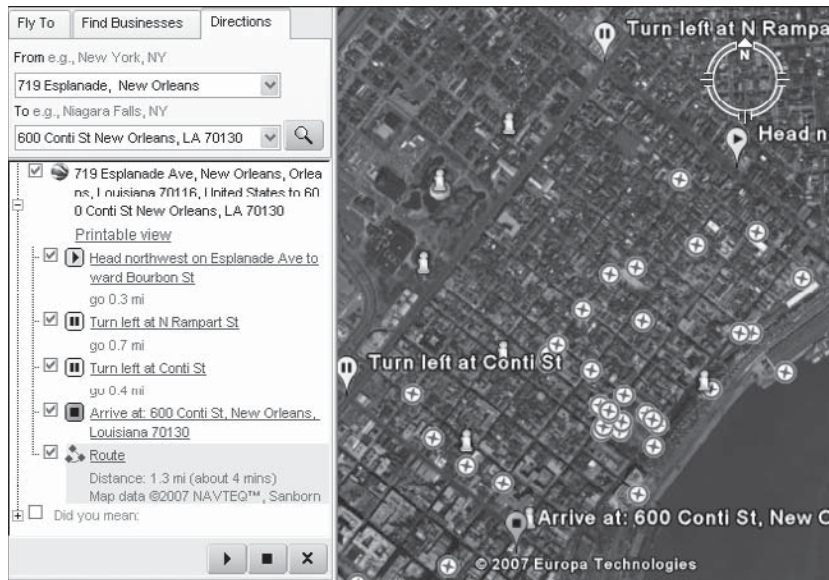 Fly To
Find Businesses
Directions
From e.g., New York, NY
719 Esplanade, New Orleans
To e.g., Niagara Falls, NY
600 Conti St New Orleans, LA 70130
719 Esplanade Ave, New Orleans, Orlea
ns, Louisiana 70116, United States to 60
0 Conti St New Orleans, LA 70130
Printable view
Head northwest on Esplanade Ave to
ward Bourbon St
go 0.3 mi
Turn left at N Rampart St
go 0.7 mi
Turn left at Conti St
go 0.4 mi
Arrive at: 600 Conti St, New Orleans,
Louisiana 70130
Route
Distance: 1.3 mi (about 4 mins)
Map data ©2007 NAVTEQ™, Sanborn
Did you mean:
Turn left at N Rampa
N
Head n
Turn left at Conti St
Arrive at: 600 Conti St, New O
© 2007 Europa Technologies